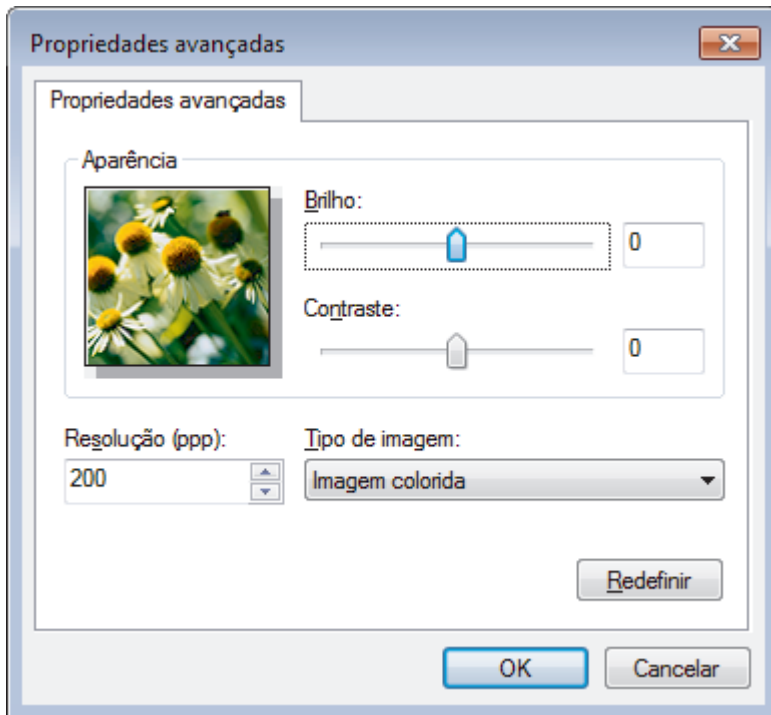 Propriedades avançadas
Propriedades avançadas
Aparência
Brilho:
0
Contraste:
0
Resolução (ppp):
200
Tipo de imagem:
Imagem colorida
Redefinir
OK
Cancelar